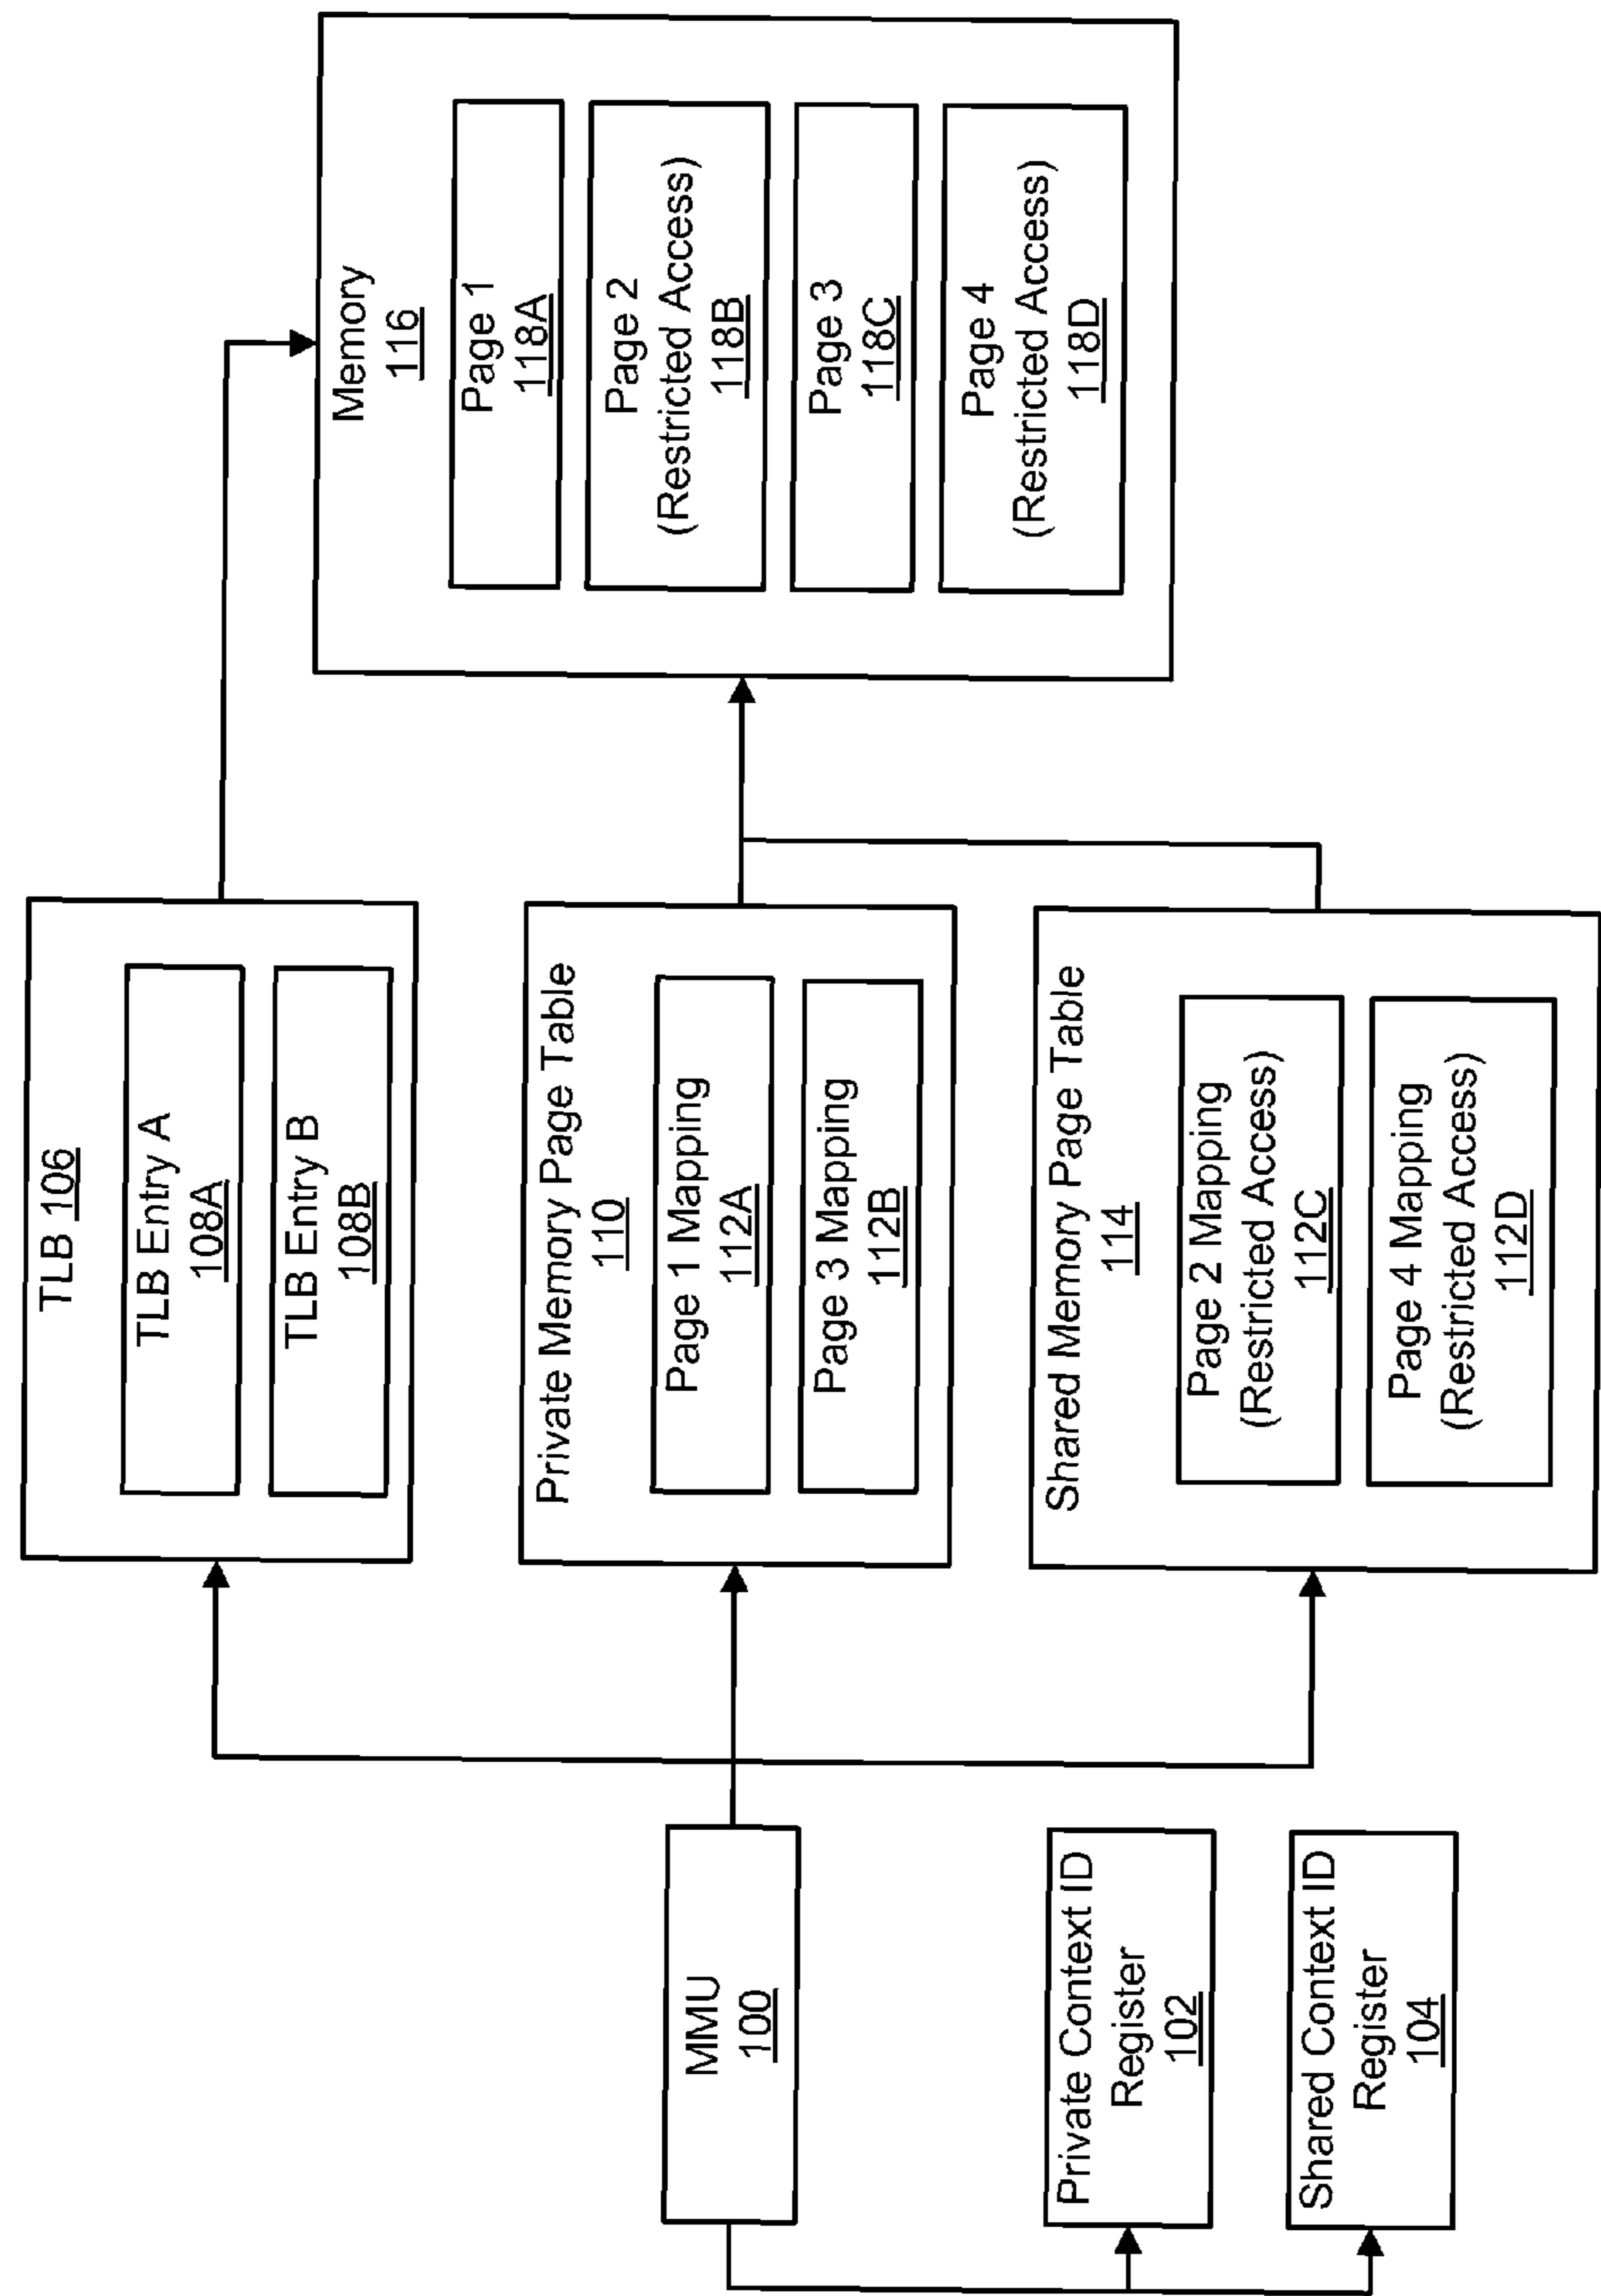 MMU
100
Private Context ID
Register
102
Shared Context ID
Register
104
TLB 106
TLB Entry A
108A
TLB Entry B
108B
Private Memory Page Table
110
Page 1 Mapping
112A
Page 3 Mapping
112B
Shared Memory Page Table
114
Page 2 Mapping
(Restricted Access)
112C
Page 4 Mapping
(Restricted Access)
112D
Memory
116
Page 1
118A
Page 2
(Restricted Access)
118B
Page 3
118C
Page 4
(Restricted Access)
118D